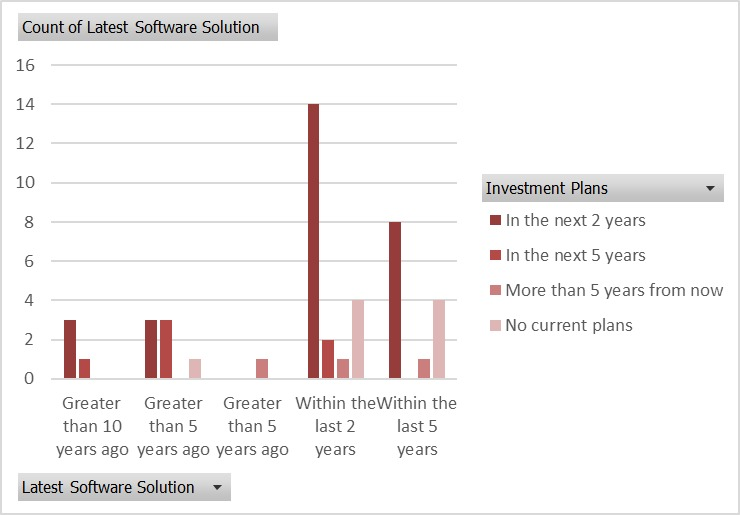 Count of Latest Software Solution
16
14
12
10
8
6
4
2
0
Greater than 10 years ago
Greater than 5 years ago
Greater than 5 years ago
Within the last 2 years
Within the last 5 years
Investment Plans
In the next 2 years
In the next 5 years
More than 5 years from now
No current plans
Latest Software Solution